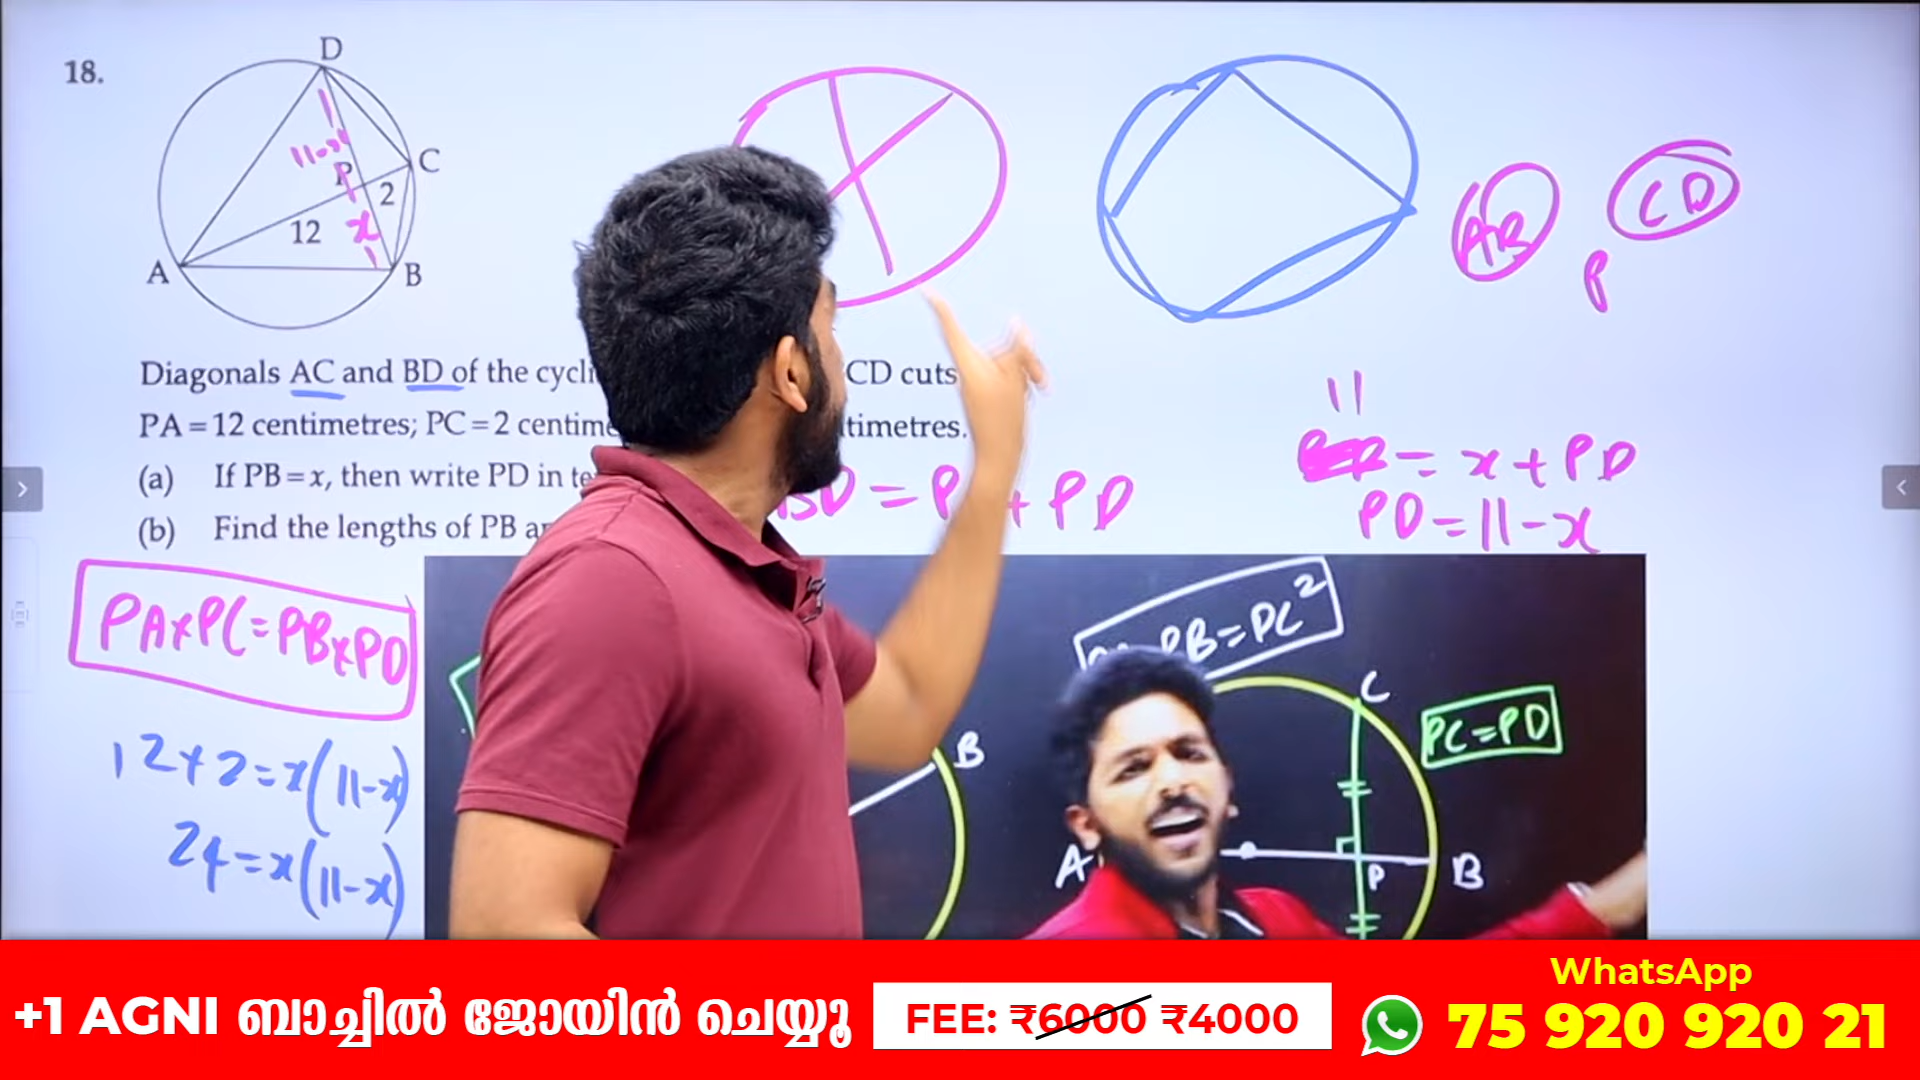 18.
D
11-x
P
C
2
12
x
A
B
AB
CD
P
Diagonals AC and BD of the cycli CD cuts
PA = 12 centimetres; PC = 2 centime timetres.
(a) If PB = x, then write PD in te
(b) Find the lengths of PB a
BD = P + PD
11
= x + PD
PD = 11 - x
PA x PC = PB x PD
12 x 2 = x(11-x)
24 = x(11-x)
PB = PC²
C
PC = PD
B
A
P
B
+1 AGNI ബാച്ചിൽ ജോയിൻ ചെയ്യൂ
FEE: ₹6000 ₹4000
WhatsApp
75 920 920 21